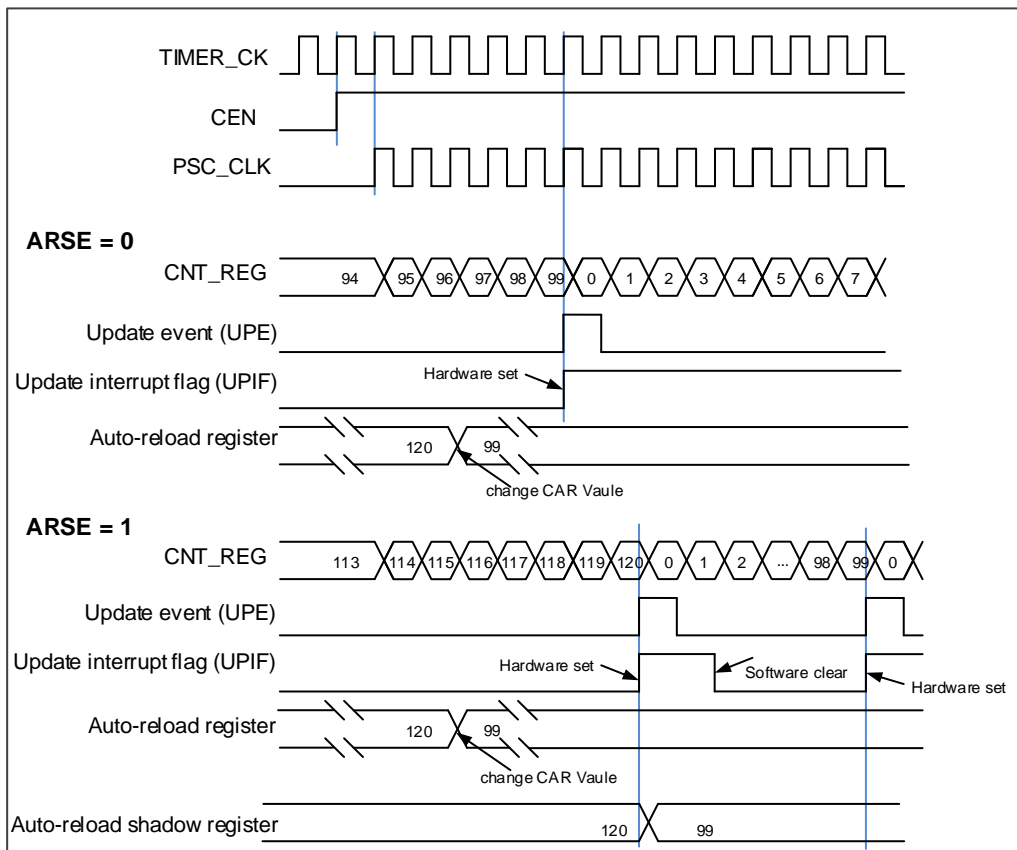 TIMER_CK
CEN
PSC_CLK
ARSE = 0
CNT_REG 94 95 96 97 98 99 0 1 2 3 4 5 6 7
Update event (UPE)
Hardware set
Update interrupt flag (UPIF)
Auto-reload register
120 99
change CAR Vaule
ARSE = 1
CNT_REG 113 114 115 116 117 118 119 120 0 1 2 ... 98 99 0
Update event (UPE)
Update interrupt flag (UPIF) Hardware set Software clear
Hardware set
Auto-reload register
120 99
change CAR Vaule
Auto-reload shadow register 120 99